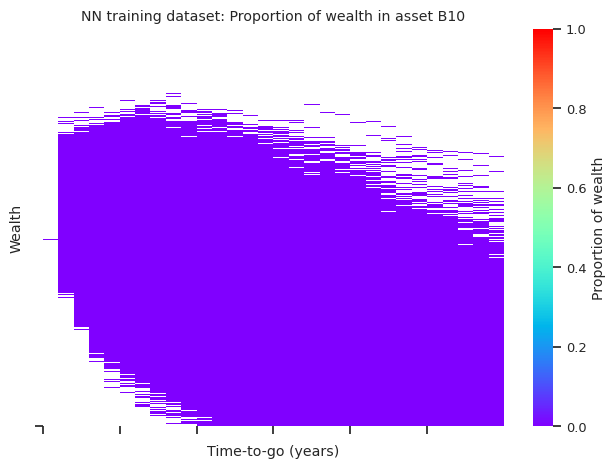 NN training dataset: Proportion of wealth in asset B10
Wealth
Time-to-go (years)
1.0
0.8
0.6
0.4
0.2
0.0
Proportion of wealth